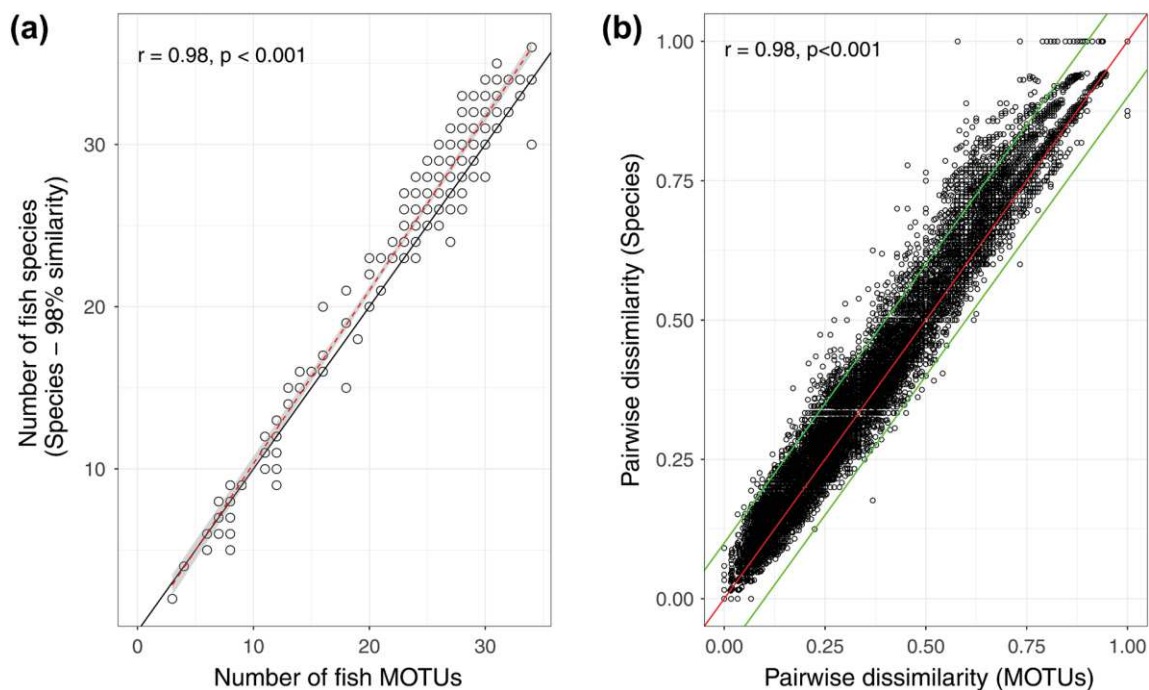 (a)
r = 0.98, p < 0.001
30
20
10
0
10
20
30
Number of fish species
(Species – 98% similarity)
Number of fish MOTUs
(b)
r = 0.98, p<0.001
1.00
0.75
0.50
0.25
0.00
0.00
0.25
0.50
0.75
1.00
Pairwise dissimilarity (Species)
Pairwise dissimilarity (MOTUs)